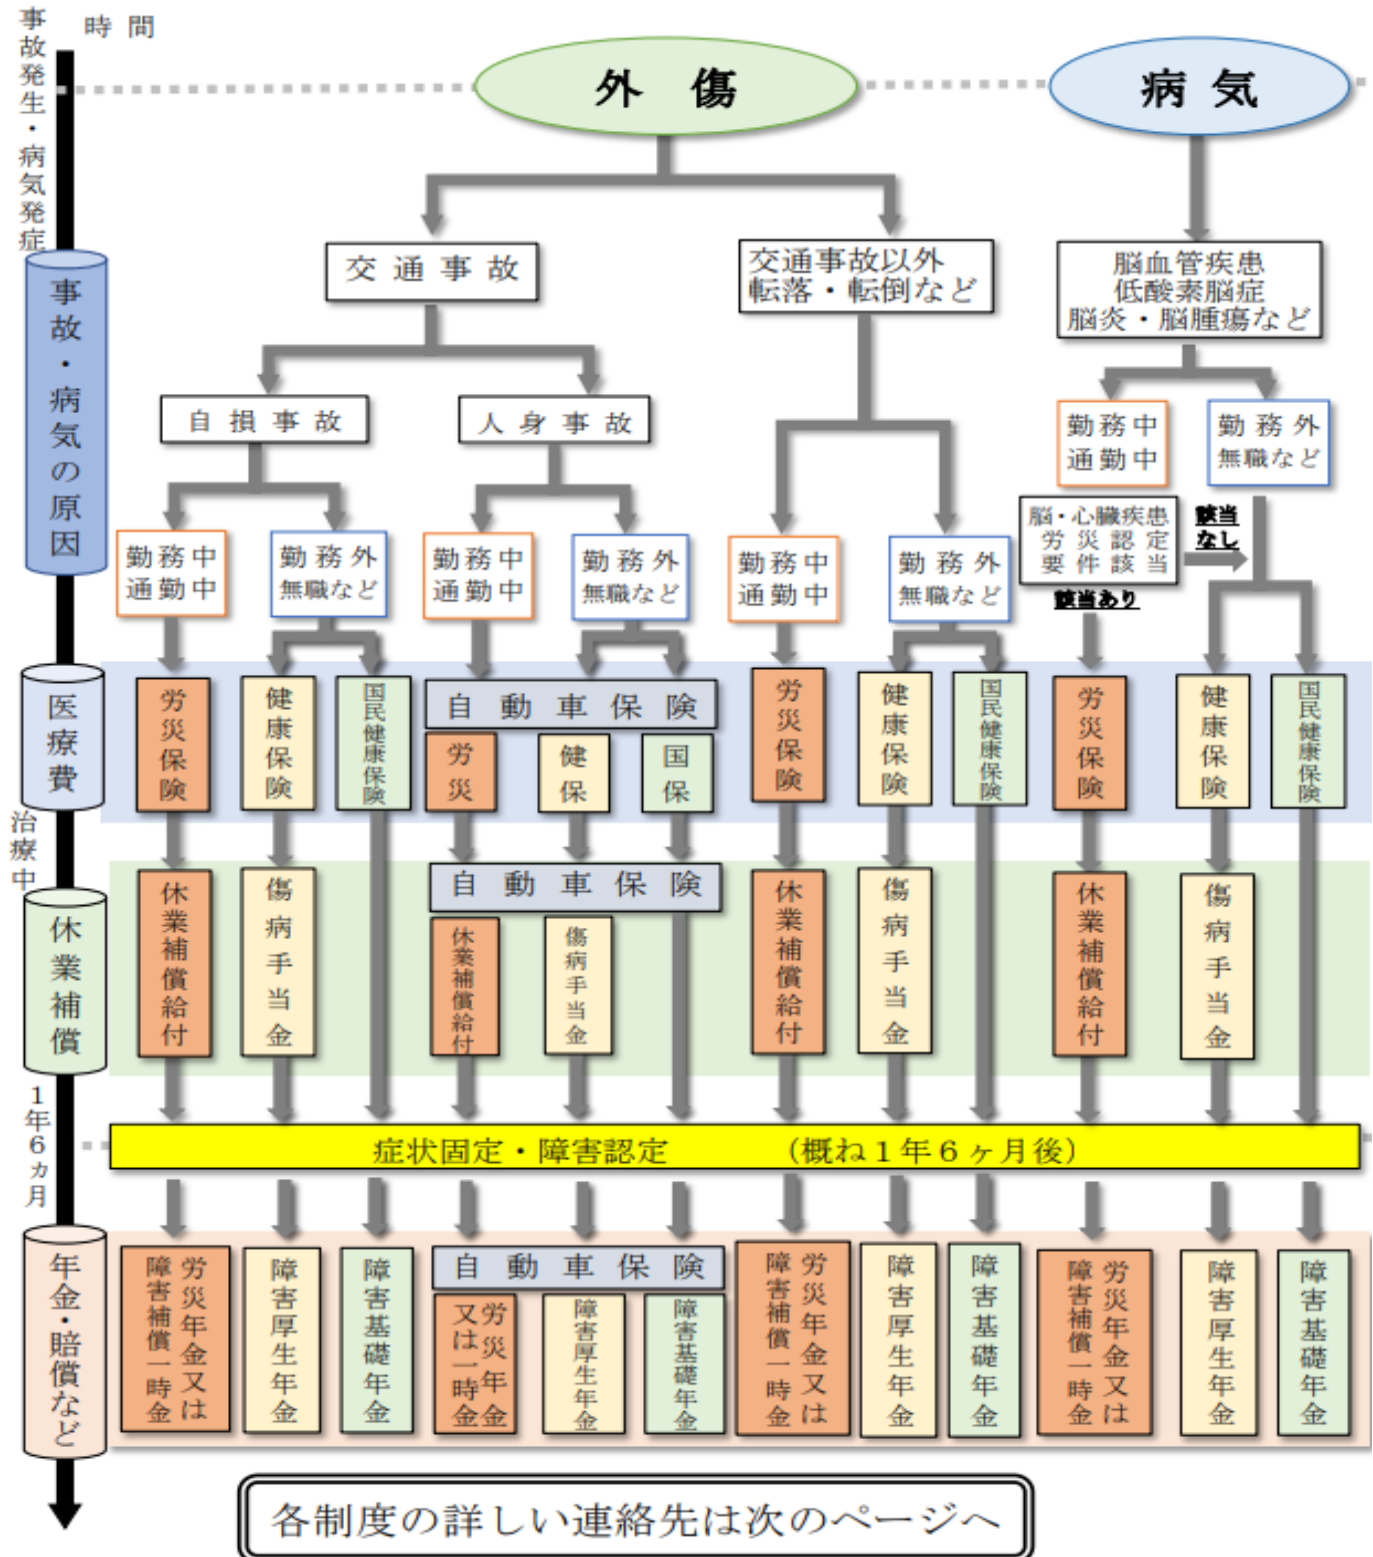 時間
事故発生・病気発症
外傷
病気
交通事故
交通事故以外
転落・転倒など
脳血管疾患
低酸素脳症
脳炎・脳腫瘍など
事故・病気の原因
自損事故
人身事故
勤務中
通勤中
勤務外
無職など
脳・心臓疾患
労災認定
要件該当
該当
なし
該当あり
勤務中
通勤中
勤務外
無職など
勤務中
通勤中
勤務外
無職など
勤務中
通勤中
勤務外
無職など
医療費
労災保険
健康保険
国民健康保険
自動車保険
労災
健保
国保
労災保険
健康保険
国民健康保険
労災保険
健康保険
国民健康保険
治療中
休業補償
休業補償給付
傷病手当金
自動車保険
休業補償給付
傷病手当金
休業補償給付
傷病手当金
休業補償給付
傷病手当金
1年6ヵ月
症状固定・障害認定 (概ね1年6ヶ月後)
年金・賠償など
労災年金又は
障害補償一時金
障害厚生年金
障害基礎年金
自動車保険
労災年金
又は一時金
障害厚生年金
障害基礎年金
労災年金又は
障害補償一時金
障害厚生年金
障害基礎年金
労災年金又は
障害補償一時金
障害厚生年金
障害基礎年金
各制度の詳しい連絡先は次のページへ